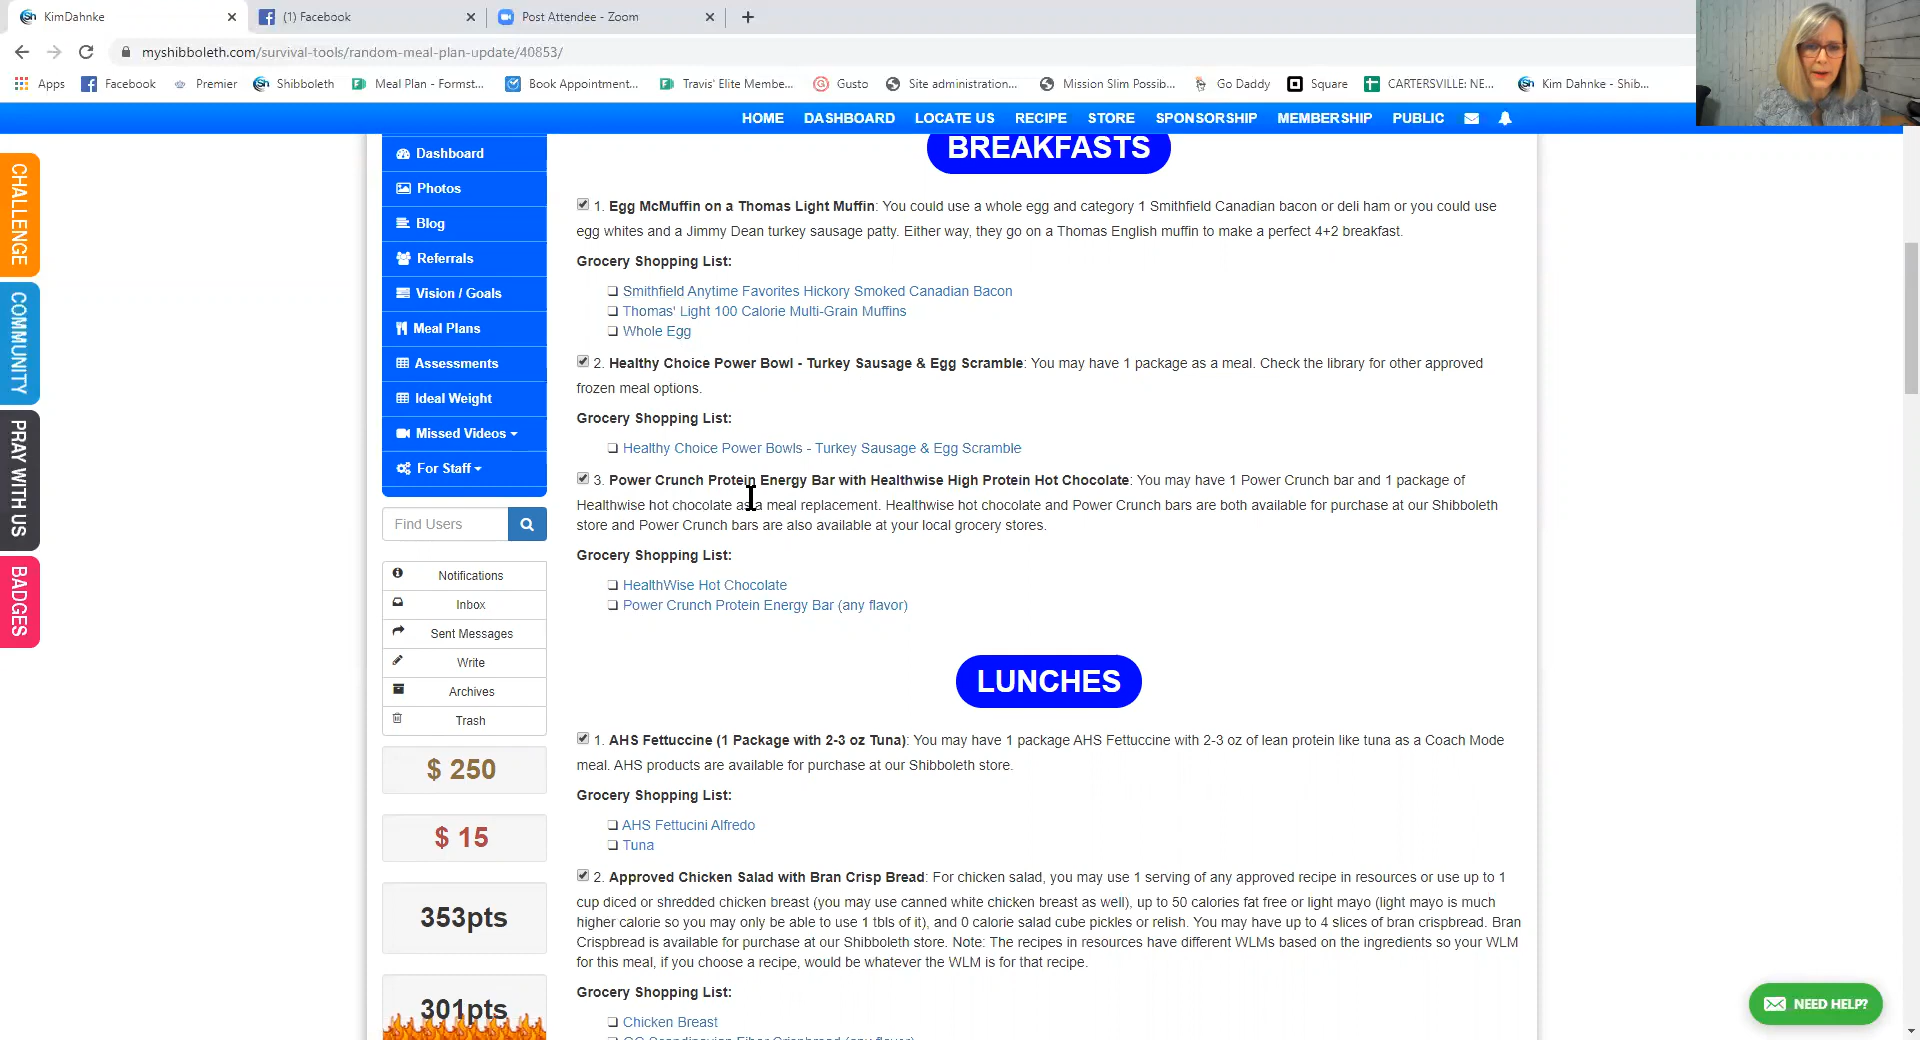 KimDahnke
(1) Facebook
Post Attendee - Zoom
myshibboleth.com/survival-tools/random-meal-plan-update/40853/
Apps
Facebook
Premier
Shibboleth
Meal Plan - Formst...
Book Appointment...
Travis' Elite Membe...
Gusto
Site administration...
Mission Slim Possib...
Go Daddy
Square
CARTERSVILLE: NE...
Kim Dahnke - Shib...
HOME DASHBOARD LOCATE US RECIPE STORE SPONSORSHIP MEMBERSHIP PUBLIC
CHALLENGE
COMMUNITY
PRAY WITH US
BADGES
Dashboard
Photos
Blog
Referrals
Vision / Goals
Meal Plans
Assessments
Ideal Weight
Missed Videos
For Staff
Find Users
Notifications
Inbox
Sent Messages
Write
Archives
Trash
$ 250
$ 15
353pts
301pts
BREAKFASTS
1. Egg McMuffin on a Thomas Light Muffin: You could use a whole egg and category 1 Smithfield Canadian bacon or deli ham or you could use
egg whites and a Jimmy Dean turkey sausage patty. Either way, they go on a Thomas English muffin to make a perfect 4+2 breakfast.
Grocery Shopping List:
Smithfield Anytime Favorites Hickory Smoked Canadian Bacon
Thomas' Light 100 Calorie Multi-Grain Muffins
Whole Egg
2. Healthy Choice Power Bowl - Turkey Sausage & Egg Scramble: You may have 1 package as a meal. Check the library for other approved
frozen meal options.
Grocery Shopping List:
Healthy Choice Power Bowls - Turkey Sausage & Egg Scramble
3. Power Crunch Protein Energy Bar with Healthwise High Protein Hot Chocolate: You may have 1 Power Crunch bar and 1 package of
Healthwise hot chocolate as a meal replacement. Healthwise hot chocolate and Power Crunch bars are both available for purchase at our Shibboleth
store and Power Crunch bars are also available at your local grocery stores.
Grocery Shopping List:
HealthWise Hot Chocolate
Power Crunch Protein Energy Bar (any flavor)
LUNCHES
1. AHS Fettuccine (1 Package with 2-3 oz Tuna): You may have 1 package AHS Fettuccine with 2-3 oz of lean protein like tuna as a Coach Mode
meal. AHS products are available for purchase at our Shibboleth store.
Grocery Shopping List:
AHS Fettucini Alfredo
Tuna
2. Approved Chicken Salad with Bran Crisp Bread: For chicken salad, you may use 1 serving of any approved recipe in resources or use up to 1
cup diced or shredded chicken breast (you may use canned white chicken breast as well), up to 50 calories fat free or light mayo (light mayo is much
higher calorie so you may only be able to use 1 tbls of it), and 0 calorie salad cube pickles or relish. You may have up to 4 slices of bran crispbread. Bran
Crispbread is available for purchase at our Shibboleth store. Note: The recipes in resources have different WLMs based on the ingredients so your WLM
for this meal, if you choose a recipe, would be whatever the WLM is for that recipe.
Grocery Shopping List:
Chicken Breast
GG Scandinavian Fiber Crispbread (any flavor)
NEED HELP?